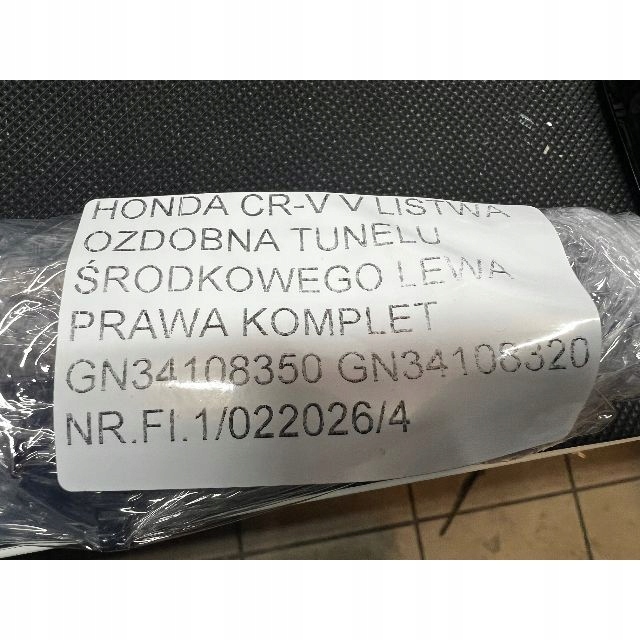 HONDA CR-V V LISTWA
OZDOBNA TUNELU
ŚRODKOWEGO LEWA
PRAWA KOMPLET
GN34108350 GN34108320
NR.FI.1/022026/4